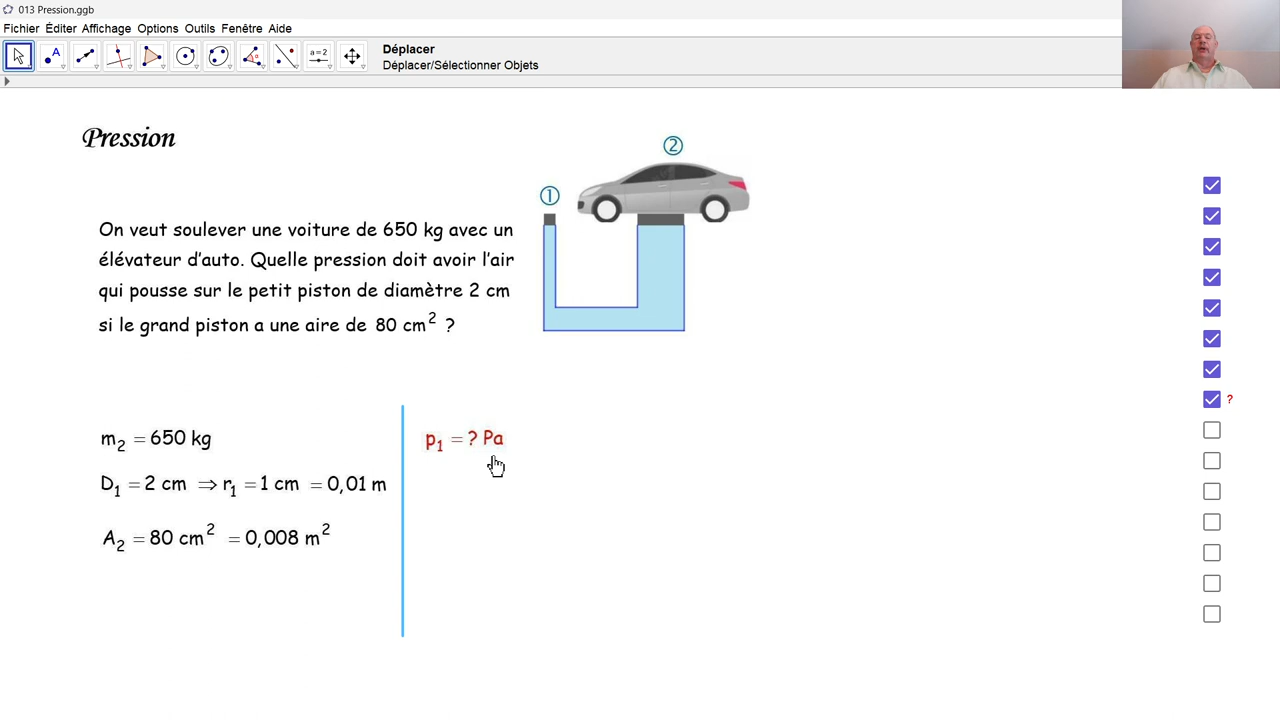 013 Pression.ggb
Fichier Éditer Affichage Options Outils Fenêtre Aide
A
a=2
Déplacer
Déplacer/Sélectionner Objets
Pression
①
②
On veut soulever une voiture de 650 kg avec un
élévateur d'auto. Quelle pression doit avoir l'air
qui pousse sur le petit piston de diamètre 2 cm
si le grand piston a une aire de 80 cm² ?
m₂ = 650 kg
D₁ = 2 cm ⇒ r₁ = 1 cm = 0,01 m
A₂ = 80 cm² = 0,008 m²
p₁ = ? Pa
?